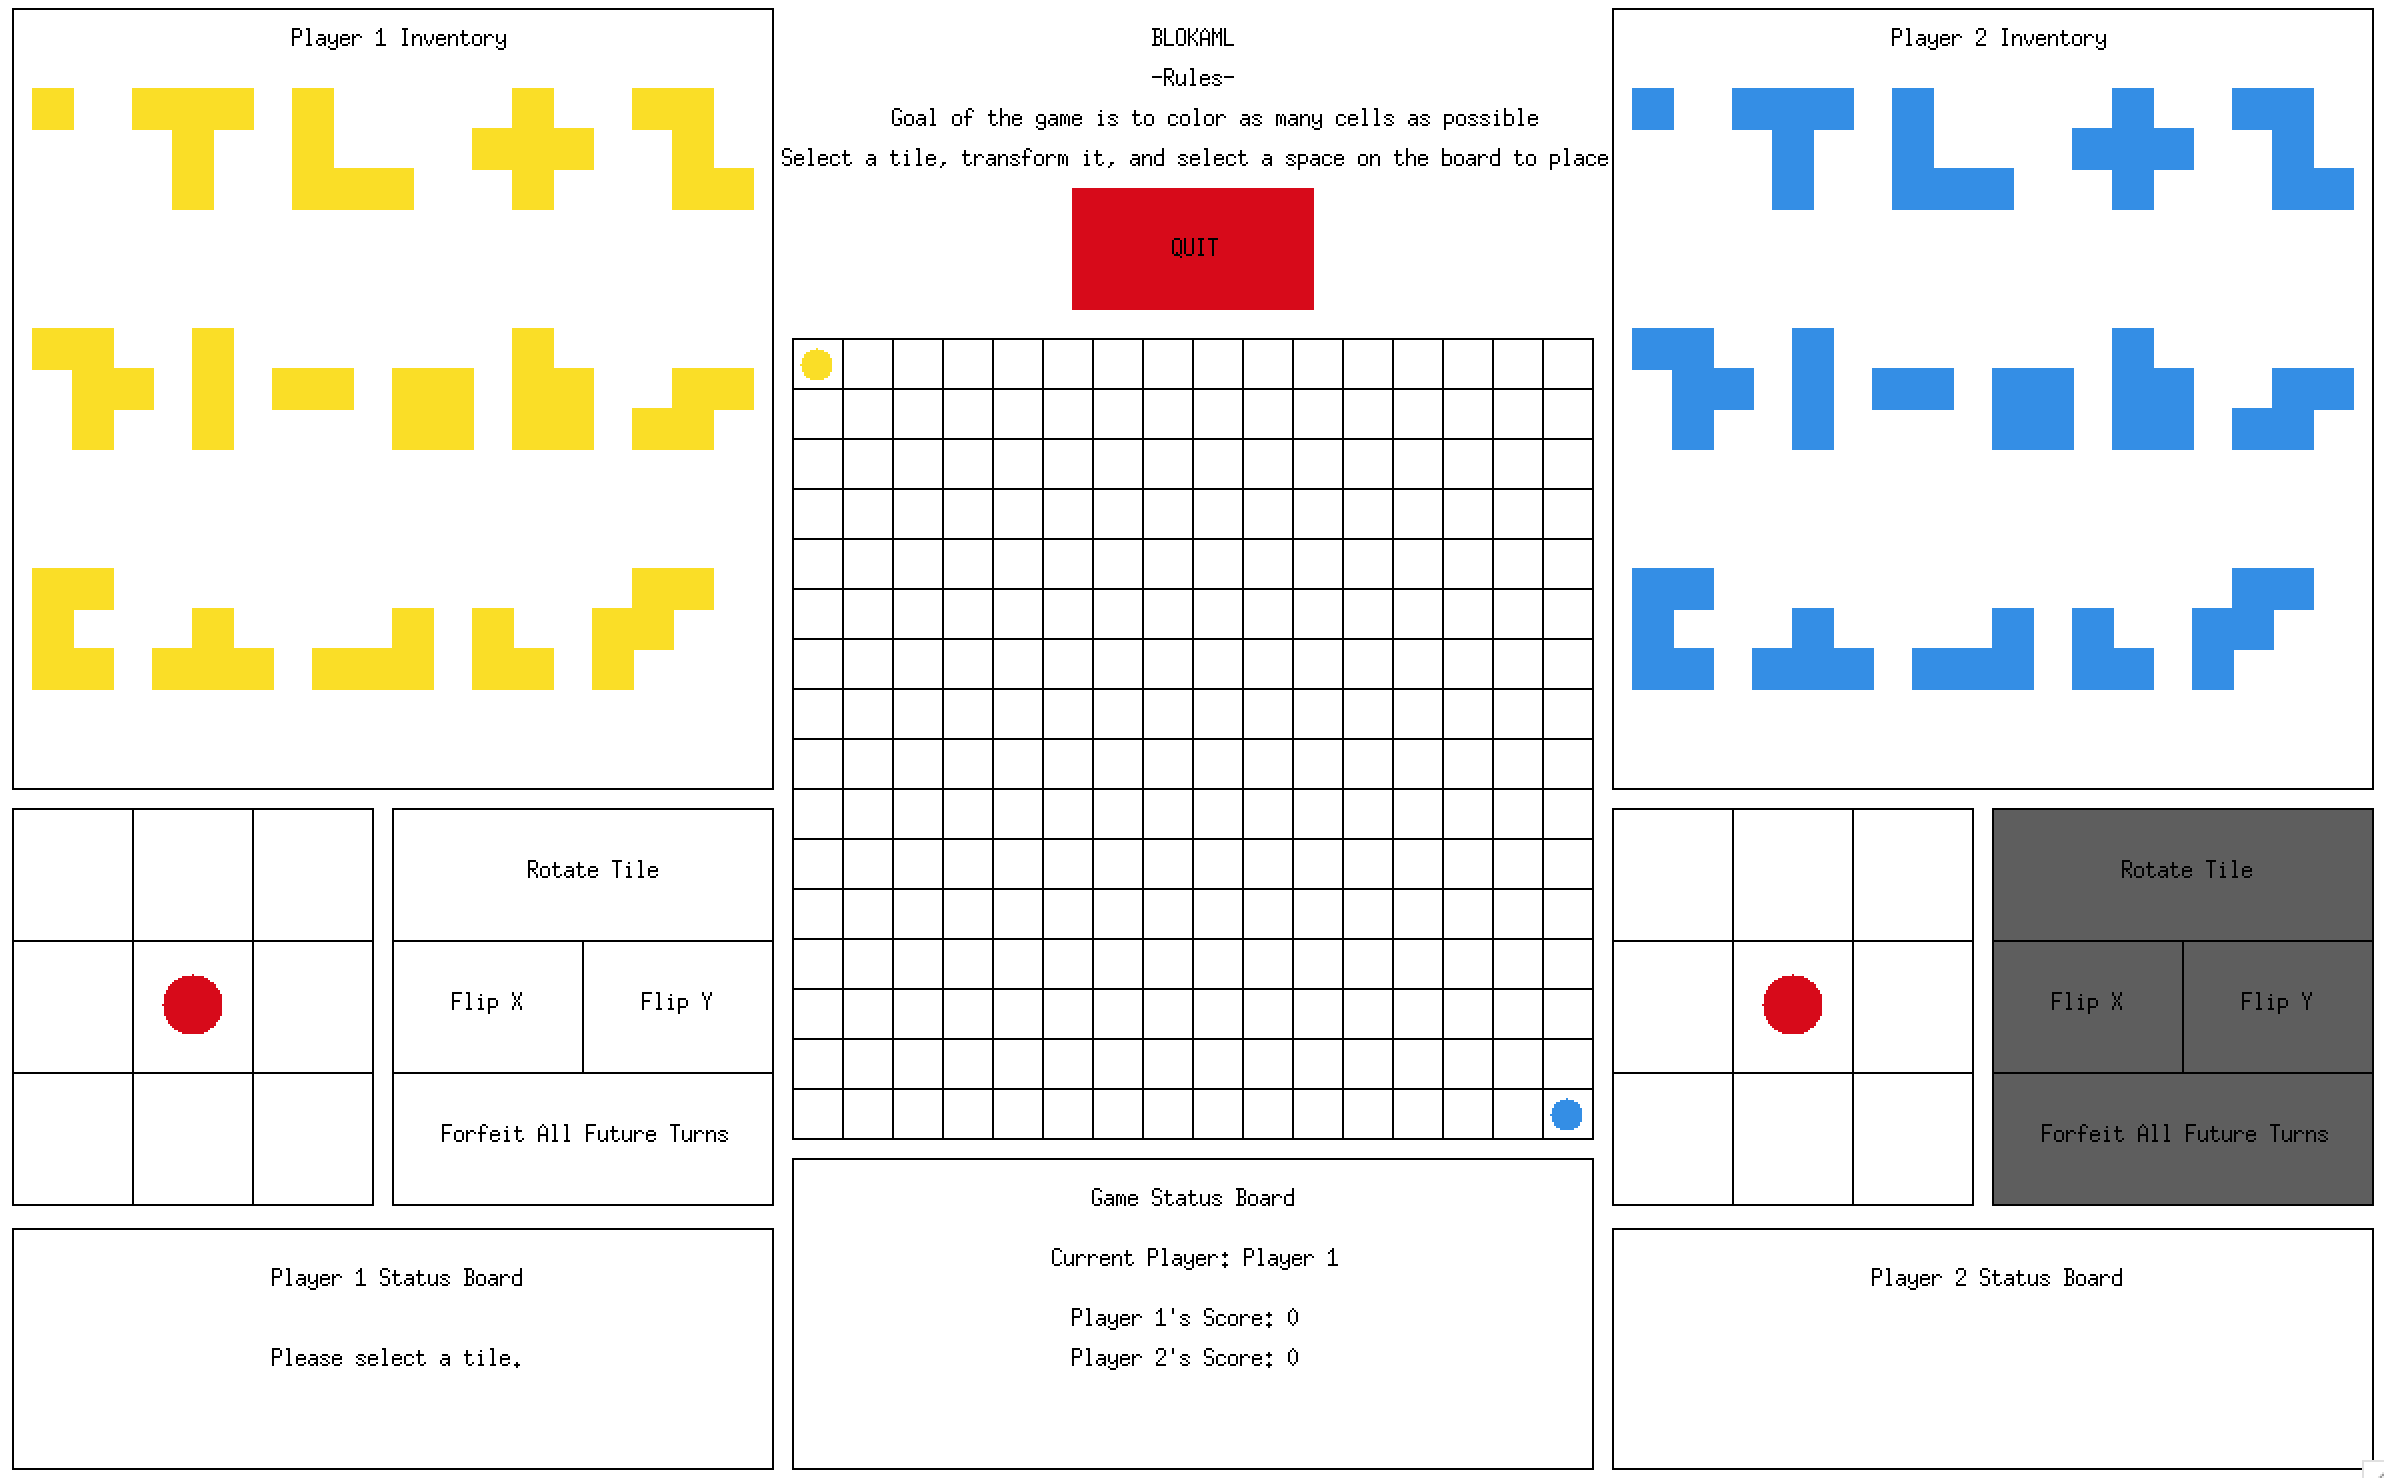 Player 1 Inventory
BLOKAML
-Rules-
Goal of the game is to color as many cells as possible
Select a tile, transform it, and select a space on the board to place
QUIT
Player 2 Inventory
Rotate Tile
Flip X
Flip Y
Forfeit All Future Turns
Rotate Tile
Flip X
Flip Y
Forfeit All Future Turns
Player 1 Status Board
Please select a tile.
Game Status Board
Current Player: Player 1
Player 1's Score: 0
Player 2's Score: 0
Player 2 Status Board